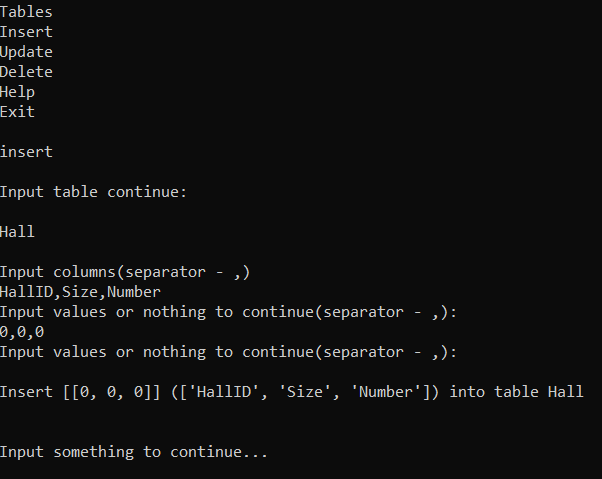 Tables
Insert
Update
Delete
Help
Exit
insert
Input table continue:
Hall
Input columns(separator - ,)
HallID,Size,Number
Input values or nothing to continue(separator - ,):
0,0,0
Input values or nothing to continue(separator - ,):
Insert [[0, 0, 0]] (['HallID', 'Size', 'Number']) into table Hall
Input something to continue...